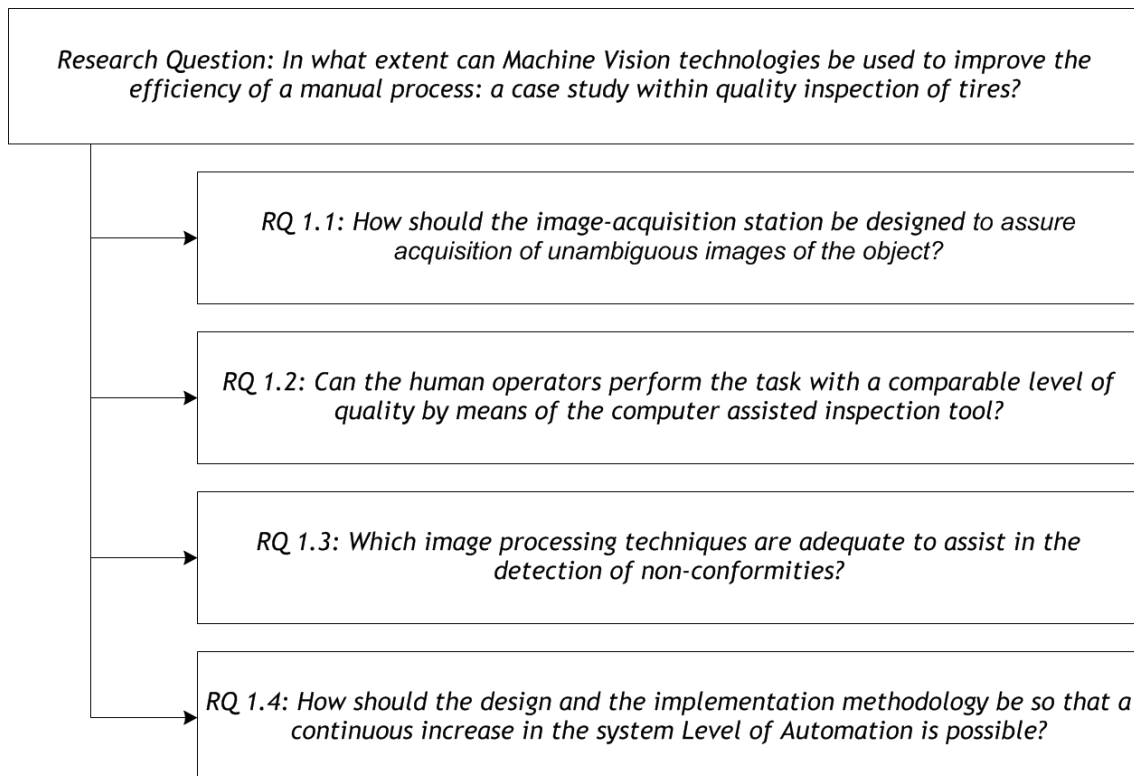 Research Question: In what extent can Machine Vision technologies be used to improve the
efficiency of a manual process: a case study within quality inspection of tires?
RQ 1.1: How should the image-acquisition station be designed to assure
acquisition of unambiguous images of the object?
RQ 1.2: Can the human operators perform the task with a comparable level of
quality by means of the computer assisted inspection tool?
RQ 1.3: Which image processing techniques are adequate to assist in the
detection of non-conformities?
RQ 1.4: How should the design and the implementation methodology be so that a
continuous increase in the system Level of Automation is possible?